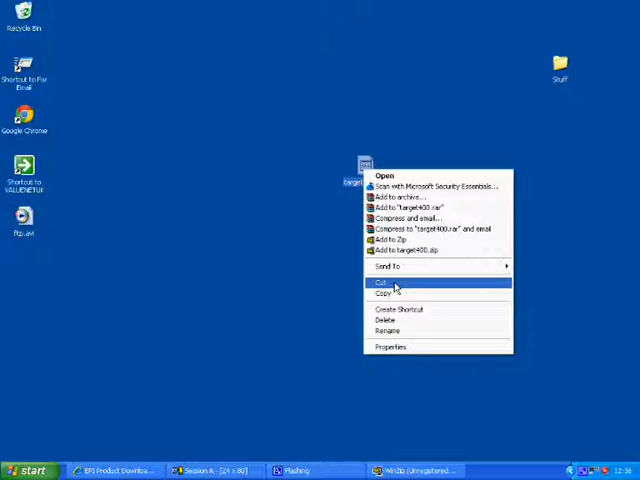 Recycle Bin
Shortcut to For
Email
Google Chrome
Shortcut to
VALUENETUK
ftp.avi
Stuff
Open
Scan with Microsoft Security Essentials...
Add to archive...
Add to "target400.rar"
Compress and email...
Compress to "target400.rar" and email
Add to Zip
Add to target400.zip
Send To
Cut
Copy
Create Shortcut
Delete
Rename
Properties
start
EPI Product Downloa...
Session A - [24 x 80]
Flashing
WinZip (Unregistered...
12:36